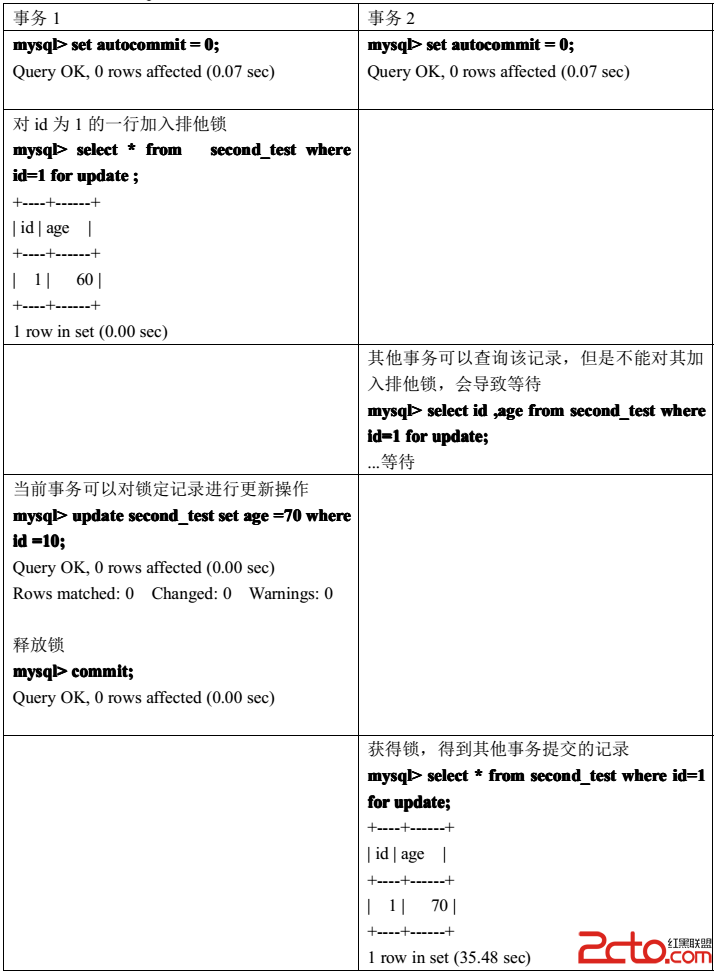 事务 1
事务 2
mysql> set autocommit = 0;
Query OK, 0 rows affected (0.07 sec)
mysql> set autocommit = 0;
Query OK, 0 rows affected (0.07 sec)
对 id 为 1 的一行加入排他锁
mysql> select * from second_test where
id=1 for update ;
+----+------+
| id | age |
+----+------+
| 1 | 60 |
+----+------+
1 row in set (0.00 sec)
其他事务可以查询该记录，但是不能对其加
入排他锁，会导致等待
mysql> select id ,age from second_test where
id=1 for update;
...等待
当前事务可以对锁定记录进行更新操作
mysql> update second_test set age =70 where
id =10;
Query OK, 0 rows affected (0.00 sec)
Rows matched: 0 Changed: 0 Warnings: 0
释放锁
mysql> commit;
Query OK, 0 rows affected (0.00 sec)
获得锁，得到其他事务提交的记录
mysql> select * from second_test where id=1
for update;
+----+------+
| id | age |
+----+------+
| 1 | 70 |
+----+------+
1 row in set (35.48 sec)
2cto.com
红黑联盟